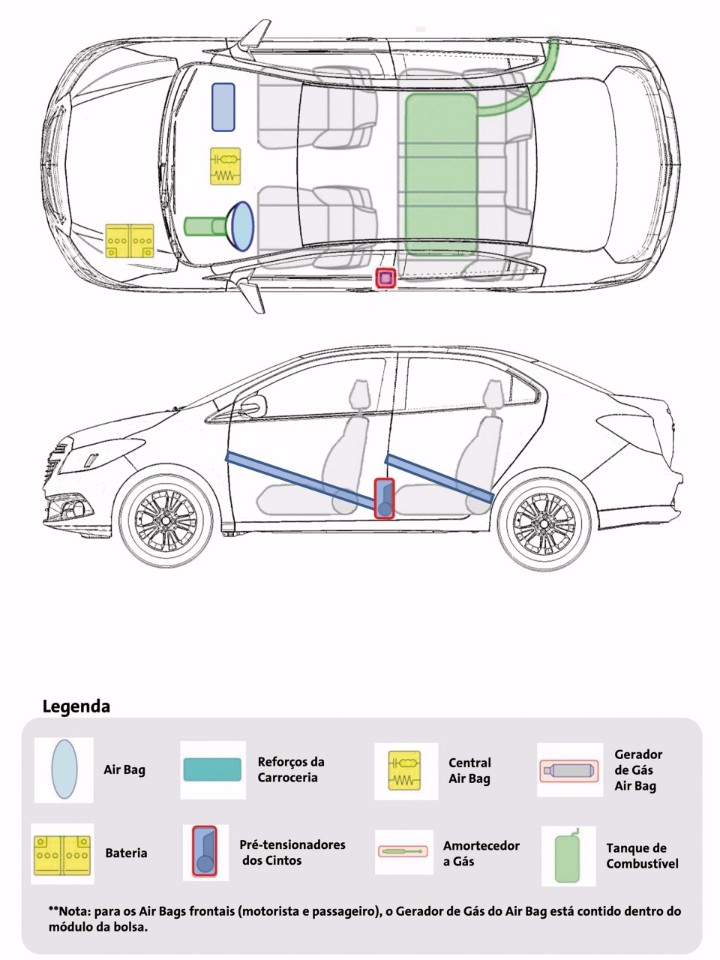 Legenda
Air Bag
Reforços da
Carroceria
Central
Air Bag
Gerador
de Gás
Air Bag
Bateria
Pré-tensionadores
dos Cintos
Amortecedor
a Gás
Tanque de
Combustível
**Nota: para os Air Bags frontais (motorista e passageiro), o Gerador de Gás do Air Bag está contido dentro do
módulo da bolsa.